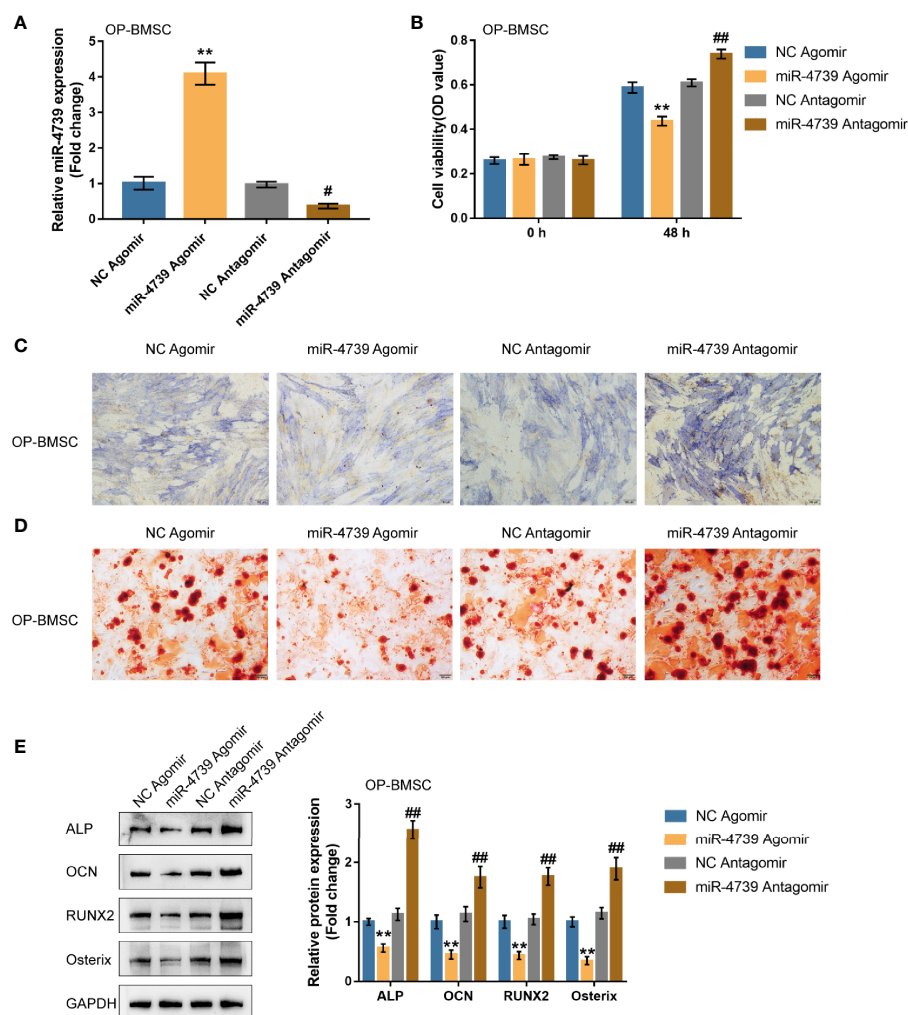 A
OP-BMSC
Relative miR-4739 expression
(Fold change)
5
4
3
2
1
0
**
#
NC Agomir
miR-4739 Agomir
NC Antagomir
miR-4739 Antagomir
B
OP-BMSC
Cell viablility(OD value)
0.8
0.6
0.4
0.2
0.0
**
##
0 h
48 h
NC Agomir
miR-4739 Agomir
NC Antagomir
miR-4739 Antagomir
C
NC Agomir
miR-4739 Agomir
NC Antagomir
miR-4739 Antagomir
OP-BMSC
D
NC Agomir
miR-4739 Agomir
NC Antagomir
miR-4739 Antagomir
OP-BMSC
E
NC Agomir
miR-4739 Agomir
NC Antagomir
miR-4739 Antagomir
ALP
OCN
RUNX2
Osterix
GAPDH
OP-BMSC
Relative protein expression
(Fold change)
3
2
1
0
**
##
**
##
**
##
**
##
ALP
OCN
RUNX2
Osterix
NC Agomir
miR-4739 Agomir
NC Antagomir
miR-4739 Antagomir